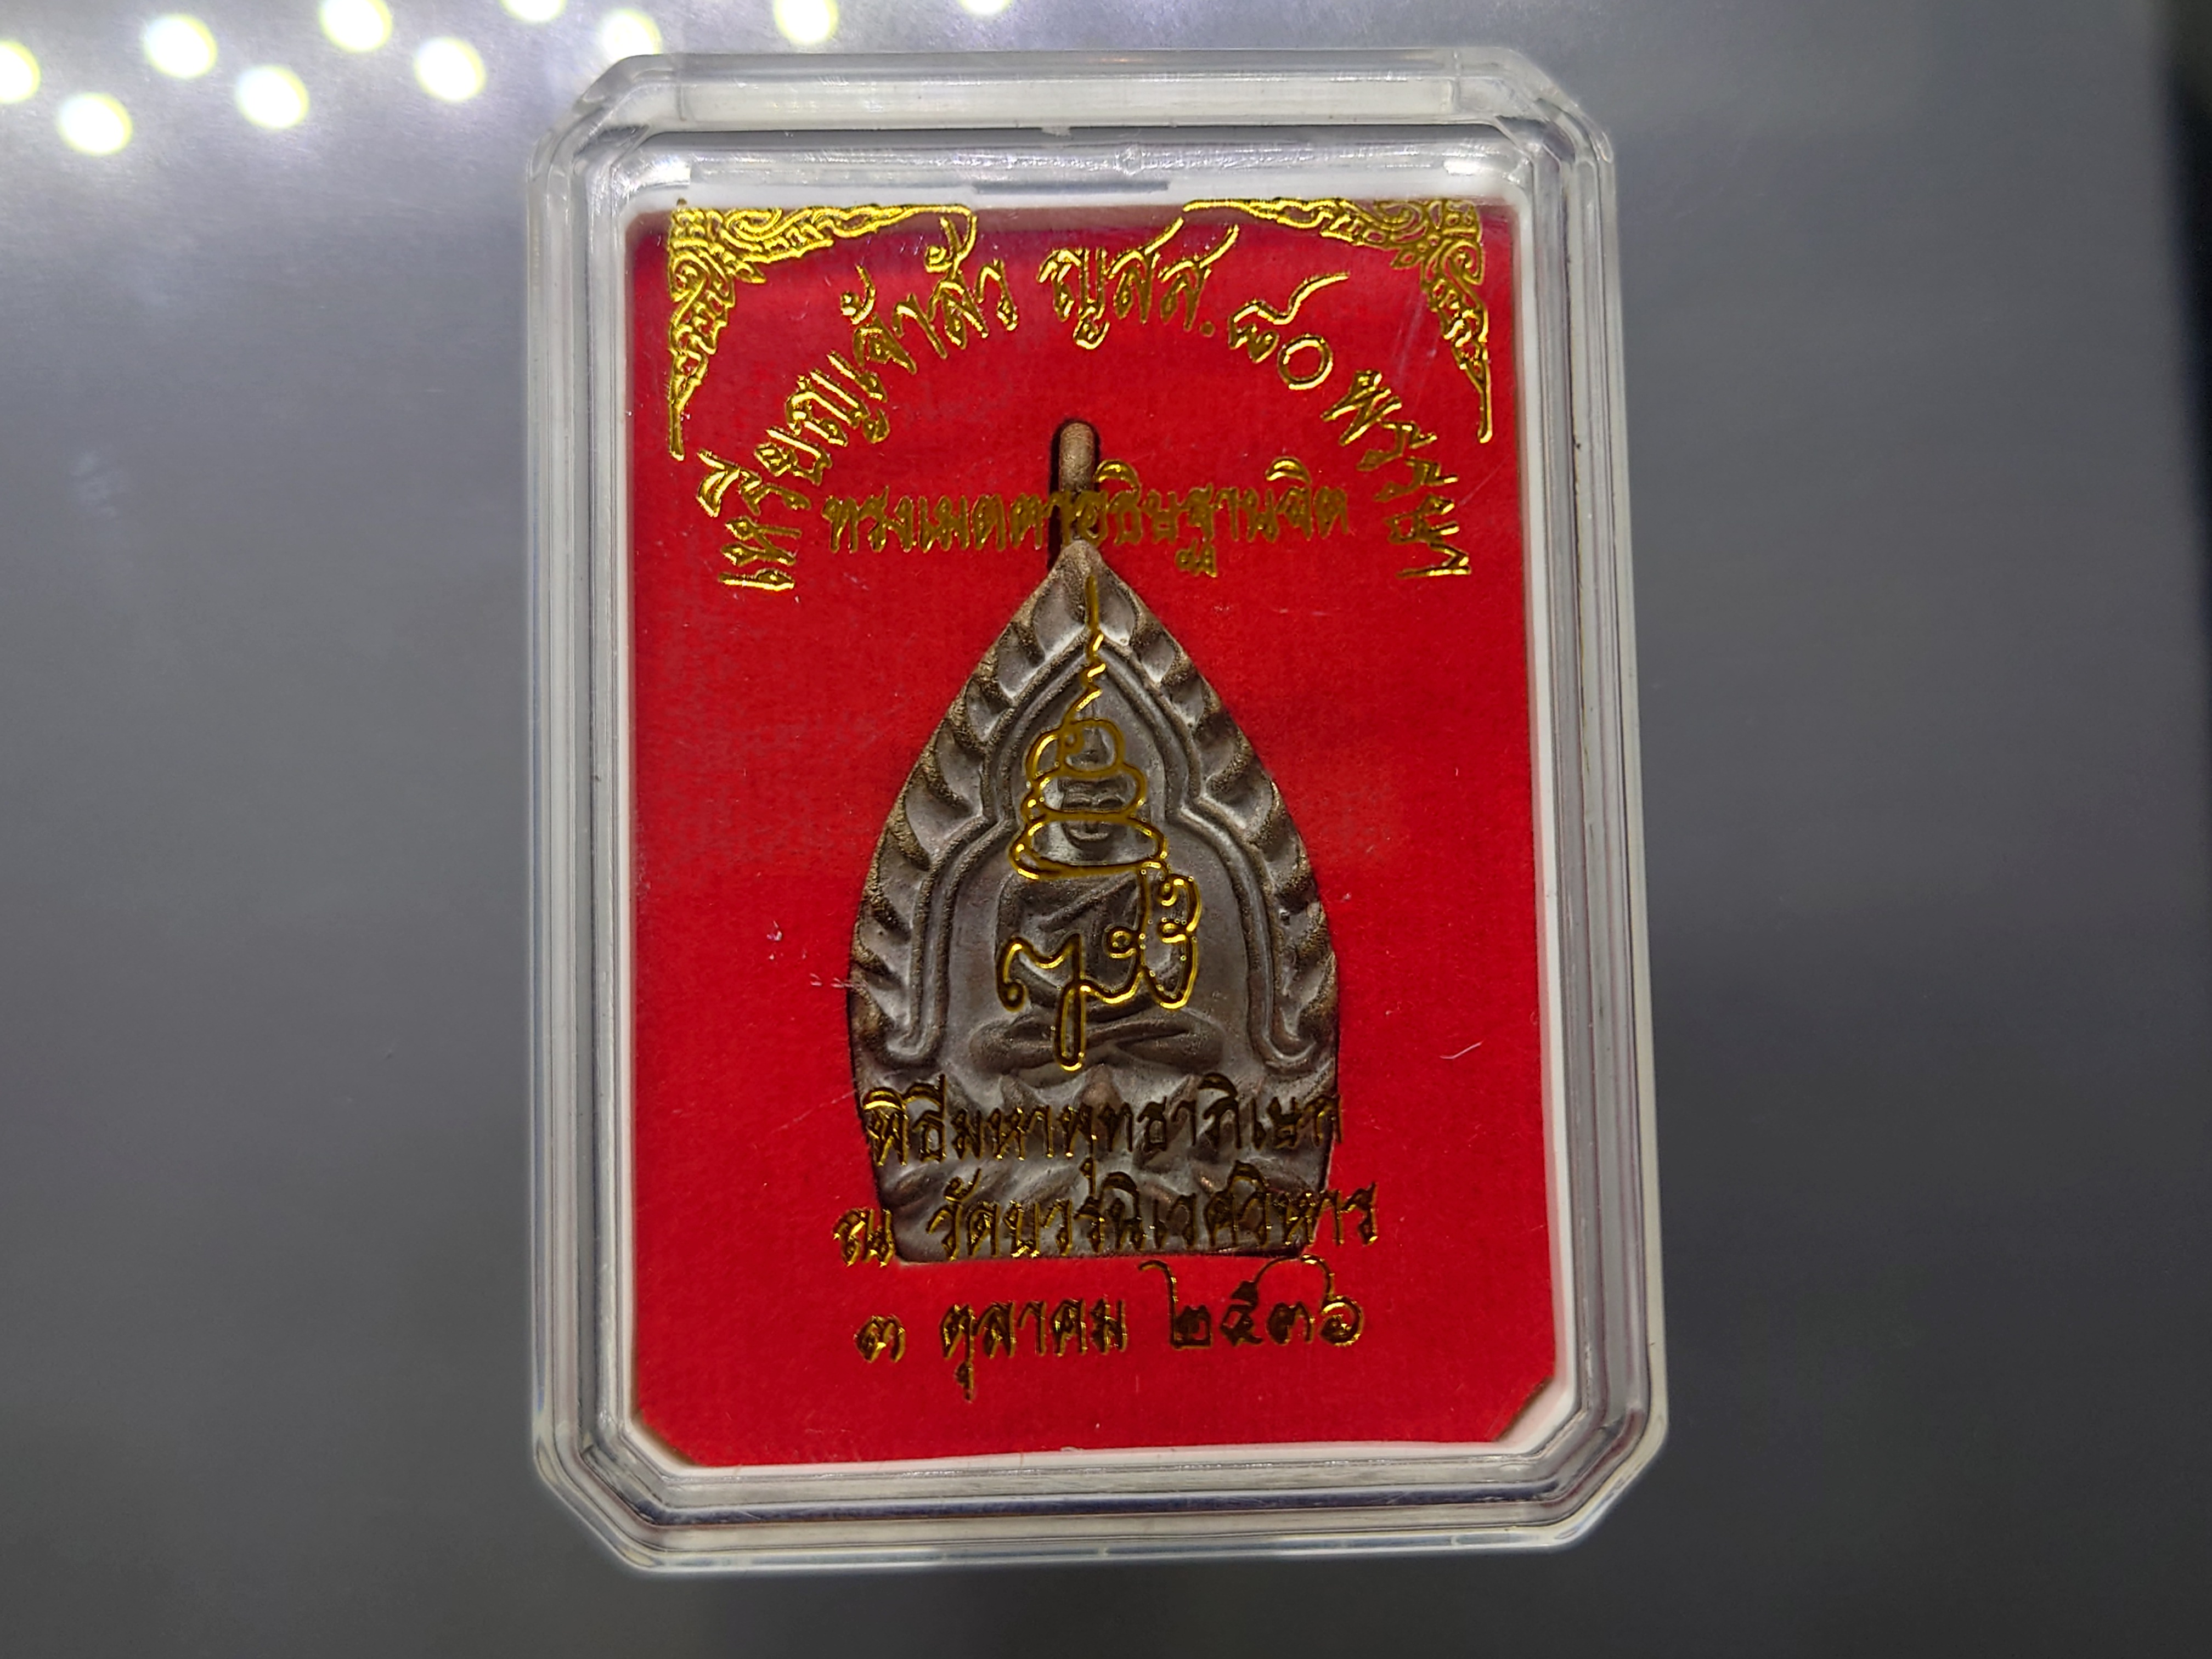 เหรียญเจ้าสัว ญสส. ๘๐ พรรษา
ทรงเมตตาอธิษฐานจิต
พิธีมหาพุทธาภิเษก
ณ วัดบวรนิเวศวิหาร
๓ ตุลาคม ๒๕๓๖